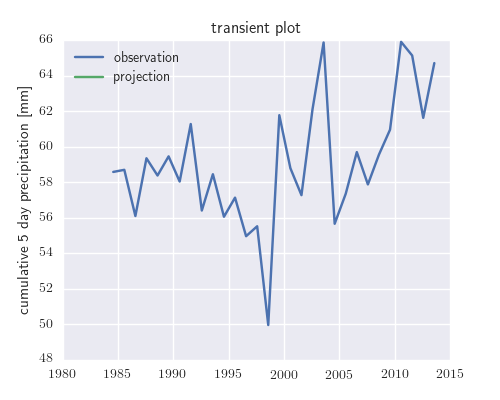 transient plot
66
64
62
60
58
56
54
52
50
48
cumulative 5 day precipitation [mm]
observation
projection
1980 1985 1990 1995 2000 2005 2010 2015